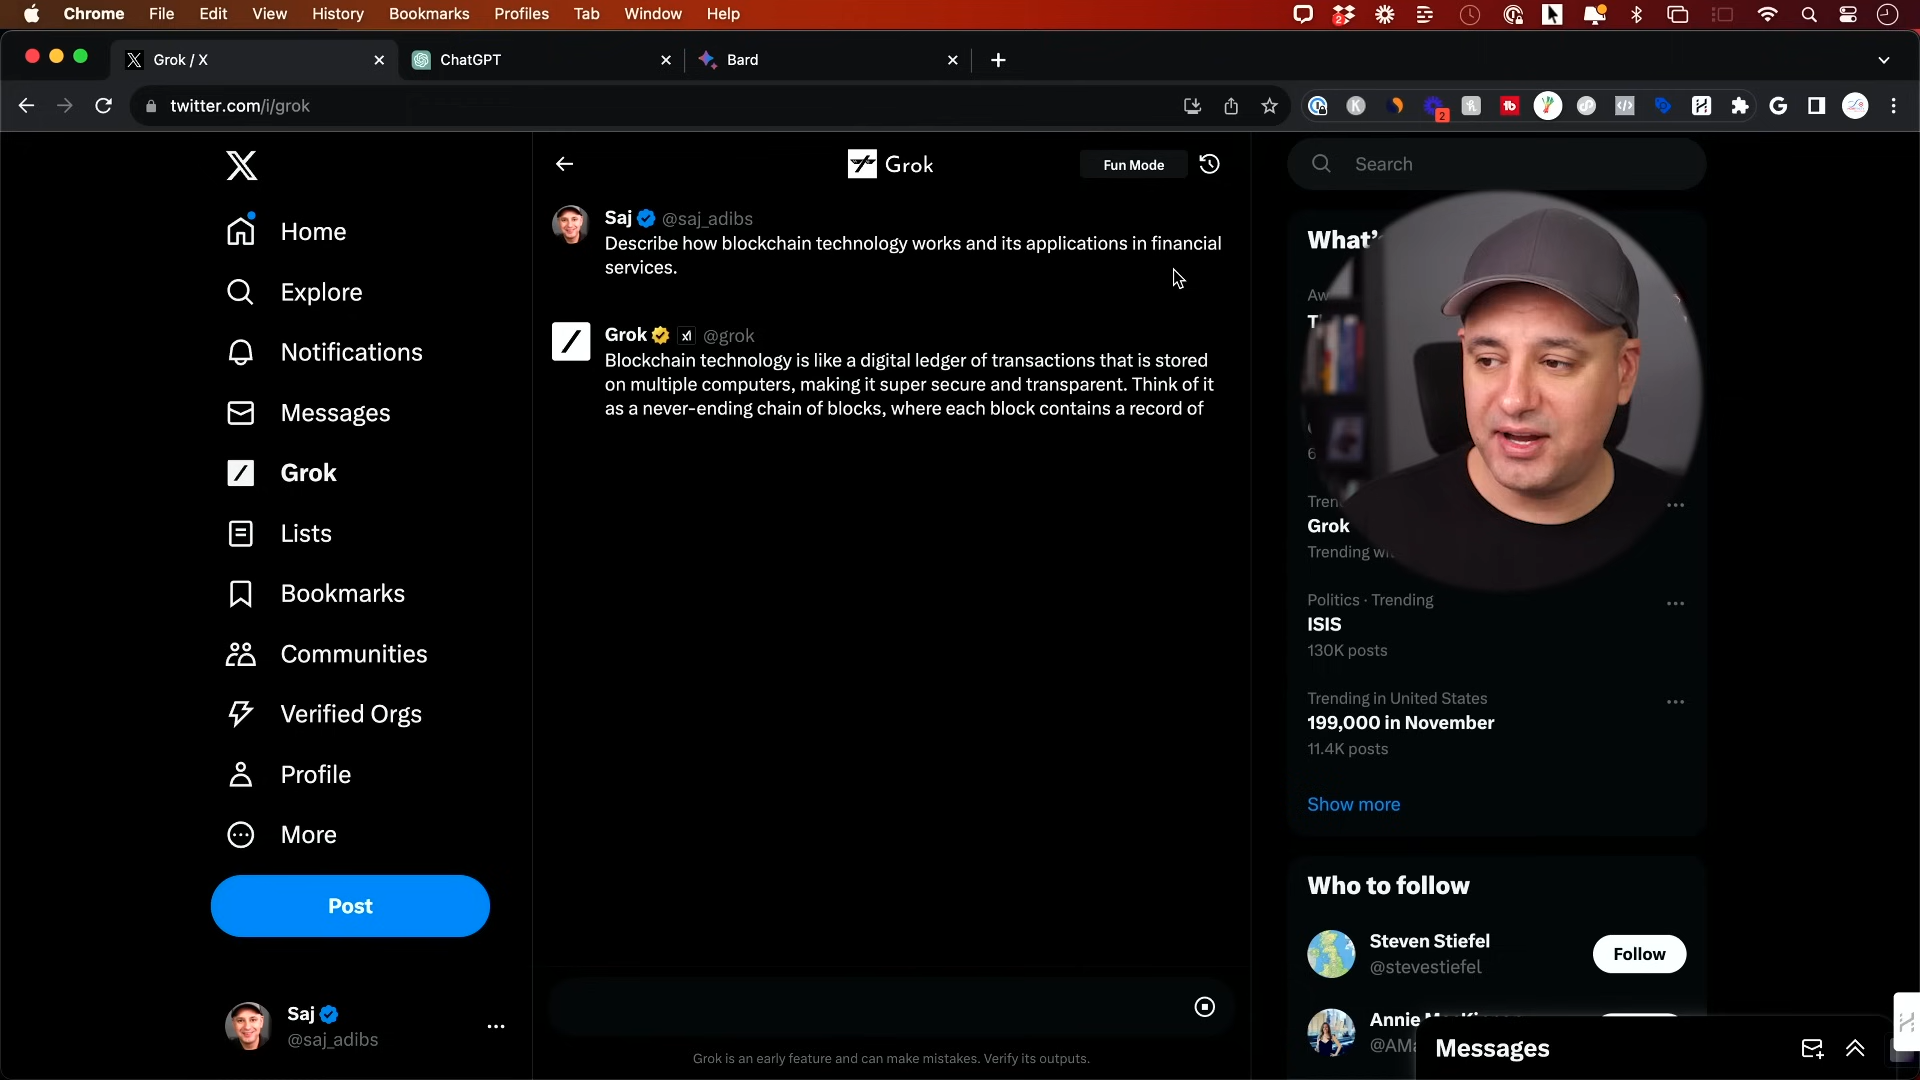 Chrome File Edit View History Bookmarks Profiles Tab Window Help
2
Grok / X
ChatGPT
Bard
twitter.com/i/grok
2
Home
Explore
Notifications
Messages
Grok
Lists
Bookmarks
Communities
Verified Orgs
Profile
More
Post
Saj
@saj_adibs
Grok
Fun Mode
Saj @saj_adibs
Describe how blockchain technology works and its applications in financial
services.
Grok @grok
Blockchain technology is like a digital ledger of transactions that is stored
on multiple computers, making it super secure and transparent. Think of it
as a never-ending chain of blocks, where each block contains a record of
Grok is an early feature and can make mistakes. Verify its outputs.
Search
What's
Grok
Trending
Politics · Trending
ISIS
130K posts
Trending in United States
199,000 in November
11.4K posts
Show more
Who to follow
Steven Stiefel
@stevestiefel
Follow
Annie
Messages